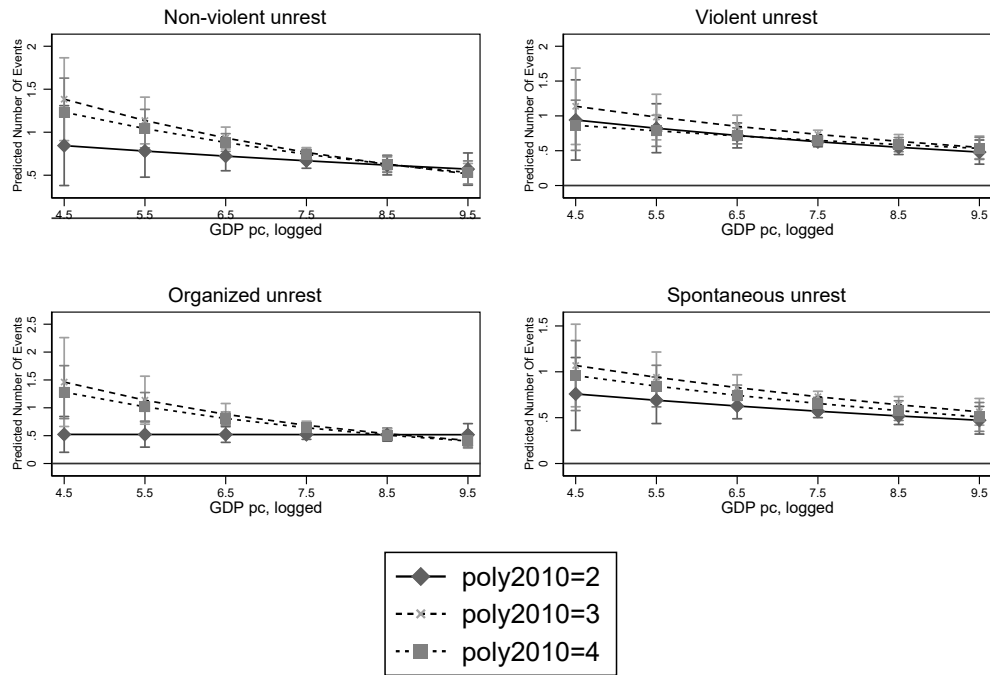 Non-violent unrest
Predicted Number Of Events
2
1.5
1
.5
4.5 5.5 6.5 7.5 8.5 9.5
GDP pc, logged
Violent unrest
Predicted Number Of Events
2
1.5
1
.5
0
4.5 5.5 6.5 7.5 8.5 9.5
GDP pc, logged
Organized unrest
Predicted Number Of Events
2.5
2
1.5
1
.5
0
4.5 5.5 6.5 7.5 8.5 9.5
GDP pc, logged
Spontaneous unrest
Predicted Number Of Events
1.5
1
.5
0
4.5 5.5 6.5 7.5 8.5 9.5
GDP pc, logged
poly2010=2
poly2010=3
poly2010=4